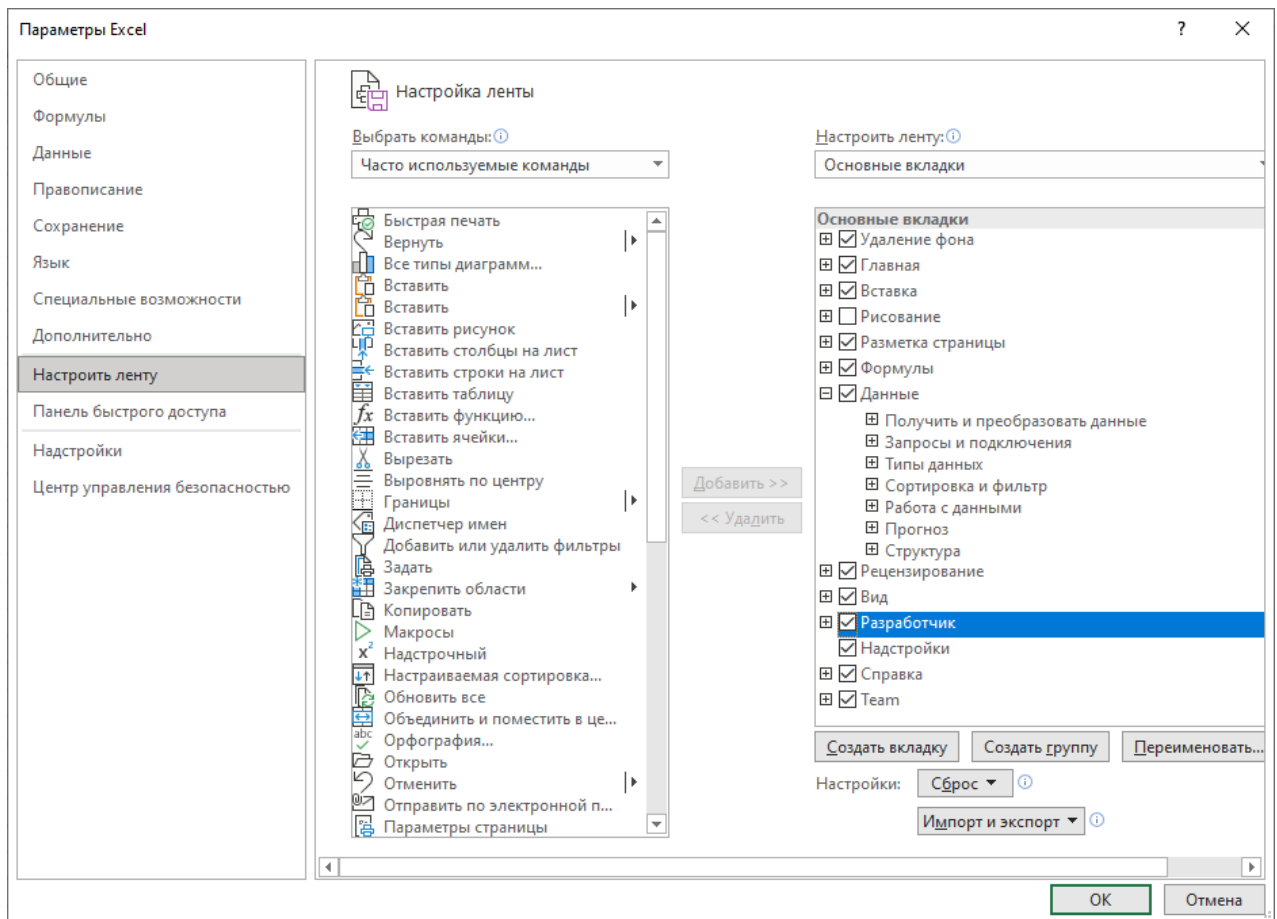 Параметры Excel
?
Общие
Формулы
Данные
Правописание
Сохранение
Язык
Специальные возможности
Дополнительно
Настроить ленту
Панель быстрого доступа
Надстройки
Центр управления безопасностью
Настройка ленты
Выбрать команды:
Часто используемые команды
Быстрая печать
Вернуть
Все типы диаграмм...
Вставить
Вставить
Вставить рисунок
Вставить столбцы на лист
Вставить строки на лист
Вставить таблицу
fx Вставить функцию...
Вставить ячейки...
Вырезать
Выровнять по центру
Границы
Диспетчер имен
Добавить или удалить фильтры
Задать
Закрепить области
Копировать
Макросы
x² Надстрочный
Настраиваемая сортировка...
Обновить все
Объединить и поместить в це...
abc Орфография...
Открыть
Отменить
Отправить по электронной п...
Параметры страницы
Добавить >>
<< Удалить
Настроить ленту:
Основные вкладки
Основные вкладки
Удаление фона
Главная
Вставка
Рисование
Разметка страницы
Формулы
Данные
Получить и преобразовать данные
Запросы и подключения
Типы данных
Сортировка и фильтр
Работа с данными
Прогноз
Структура
Рецензирование
Вид
Разработчик
Надстройки
Справка
Team
Создать вкладку
Создать группу
Переименовать...
Настройки:
Сброс
Импорт и экспорт
ОК
Отмена